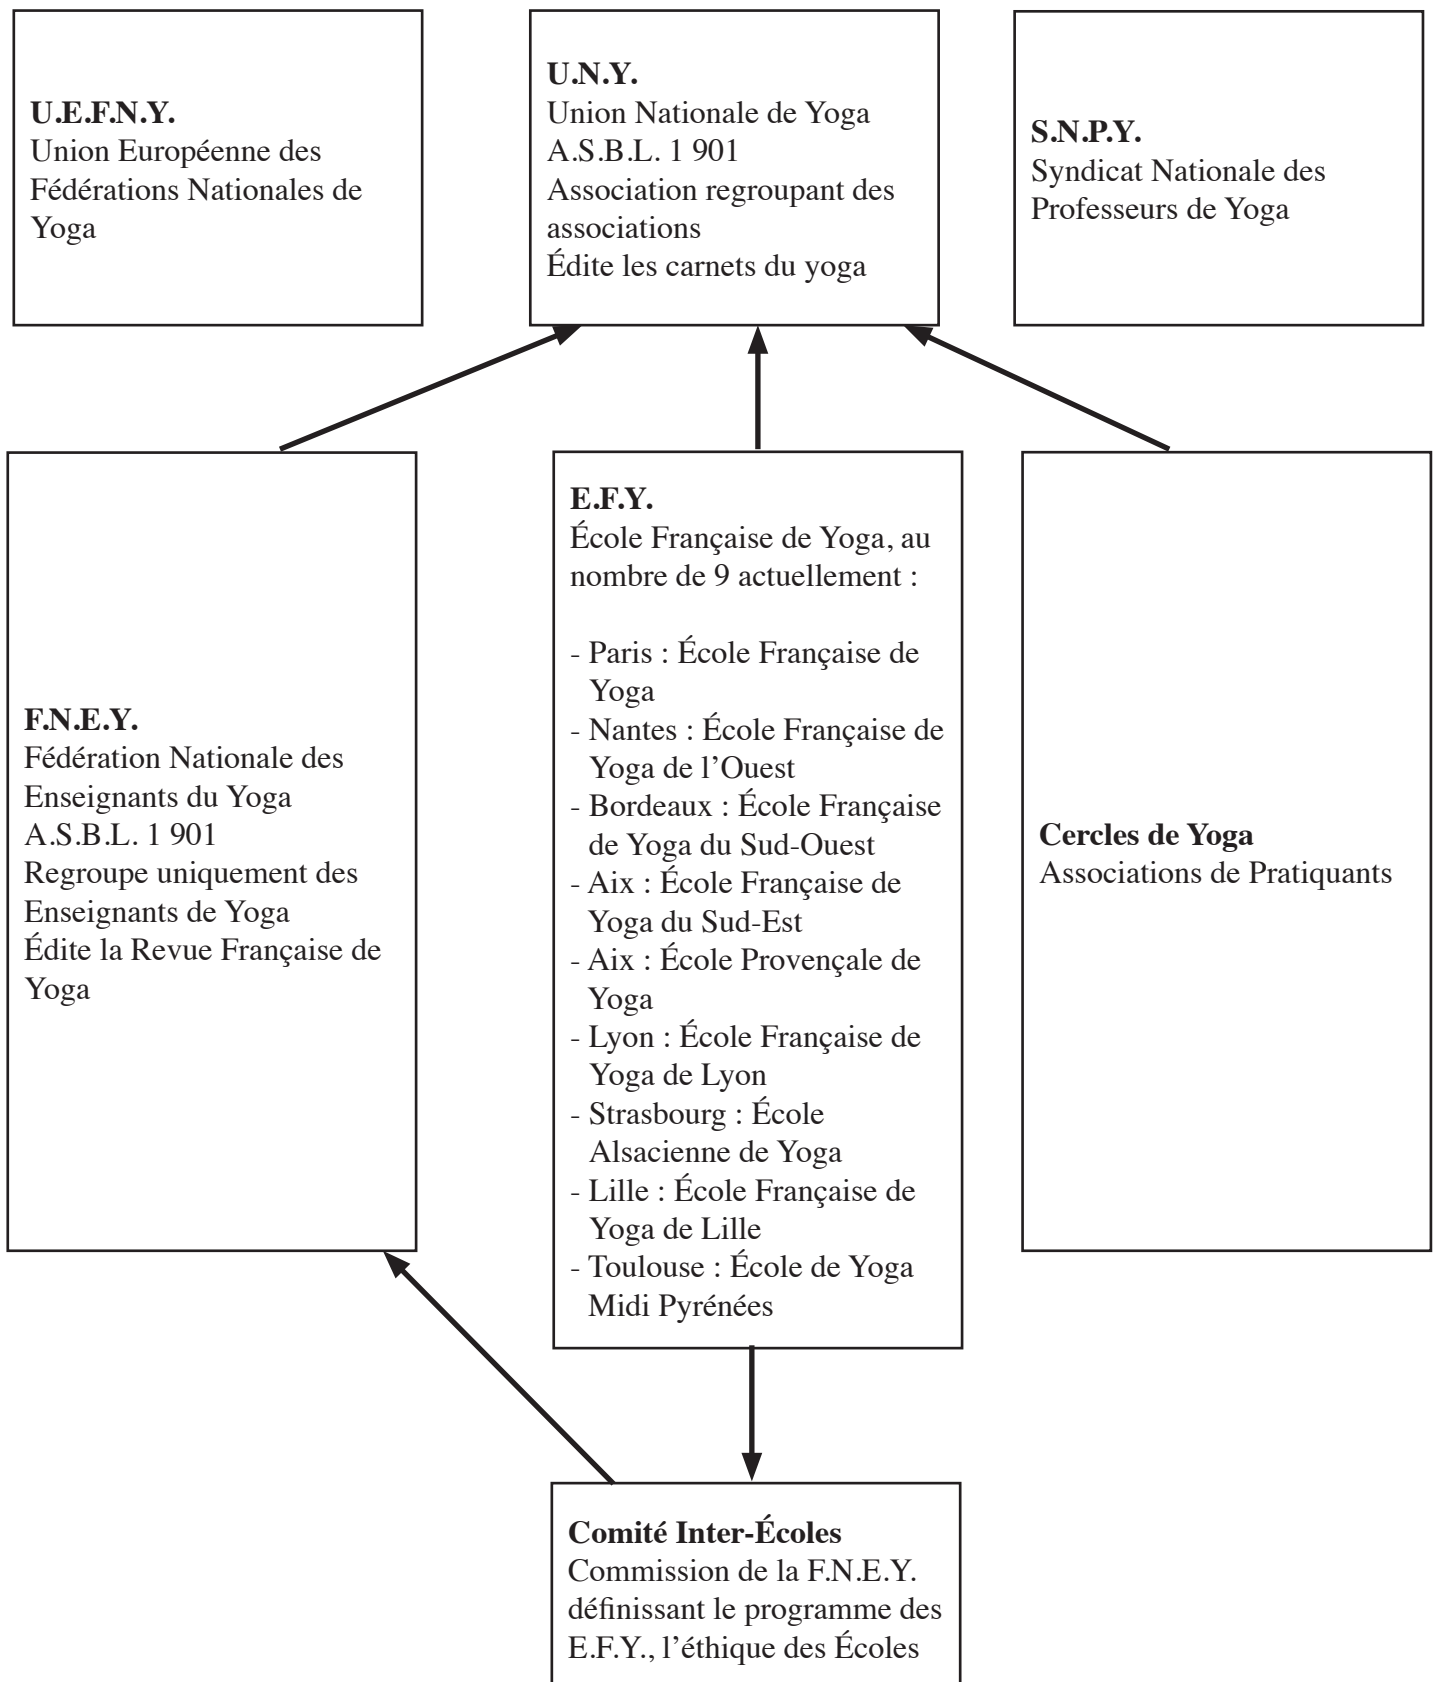 U.E.F.N.Y.
Union Européenne des
Fédérations Nationales de
Yoga
U.N.Y.
Union Nationale de Yoga
A.S.B.L. 1 901
Association regroupant des
associations
Édite les carnets du yoga
S.N.P.Y.
Syndicat Nationale des
Professeurs de Yoga
F.N.E.Y.
Fédération Nationale des
Enseignants du Yoga
A.S.B.L. 1 901
Regroupe uniquement des
Enseignants de Yoga
Édite la Revue Française de
Yoga
E.F.Y.
École Française de Yoga, au
nombre de 9 actuellement :
- Paris : École Française de
Yoga
- Nantes : École Française de
Yoga de l’Ouest
- Bordeaux : École Française
de Yoga du Sud-Ouest
- Aix : École Française de
Yoga du Sud-Est
- Aix : École Provençale de
Yoga
- Lyon : École Française de
Yoga de Lyon
- Strasbourg : École
Alsacienne de Yoga
- Lille : École Française de
Yoga de Lille
- Toulouse : École de Yoga
Midi Pyrénées
Cercles de Yoga
Associations de Pratiquants
Comité Inter-Écoles
Commission de la F.N.E.Y.
définissant le programme des
E.F.Y., l’éthique des Écoles